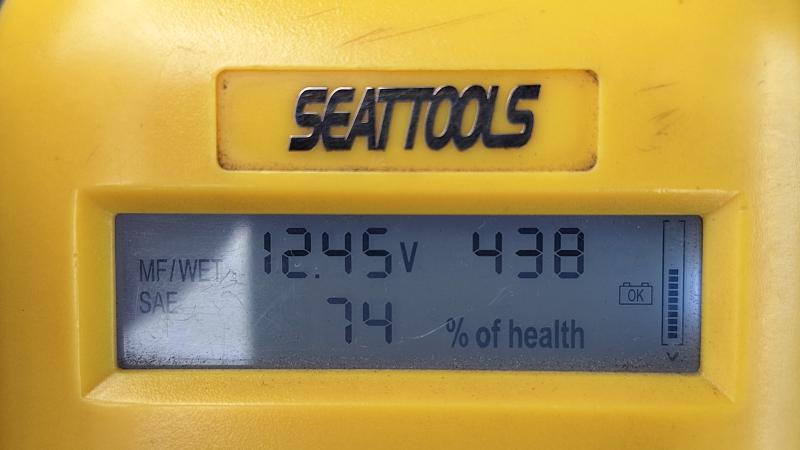 SEATTOOLS
MF/WET 12.45V 438
SAE 74 % of health
OK
V